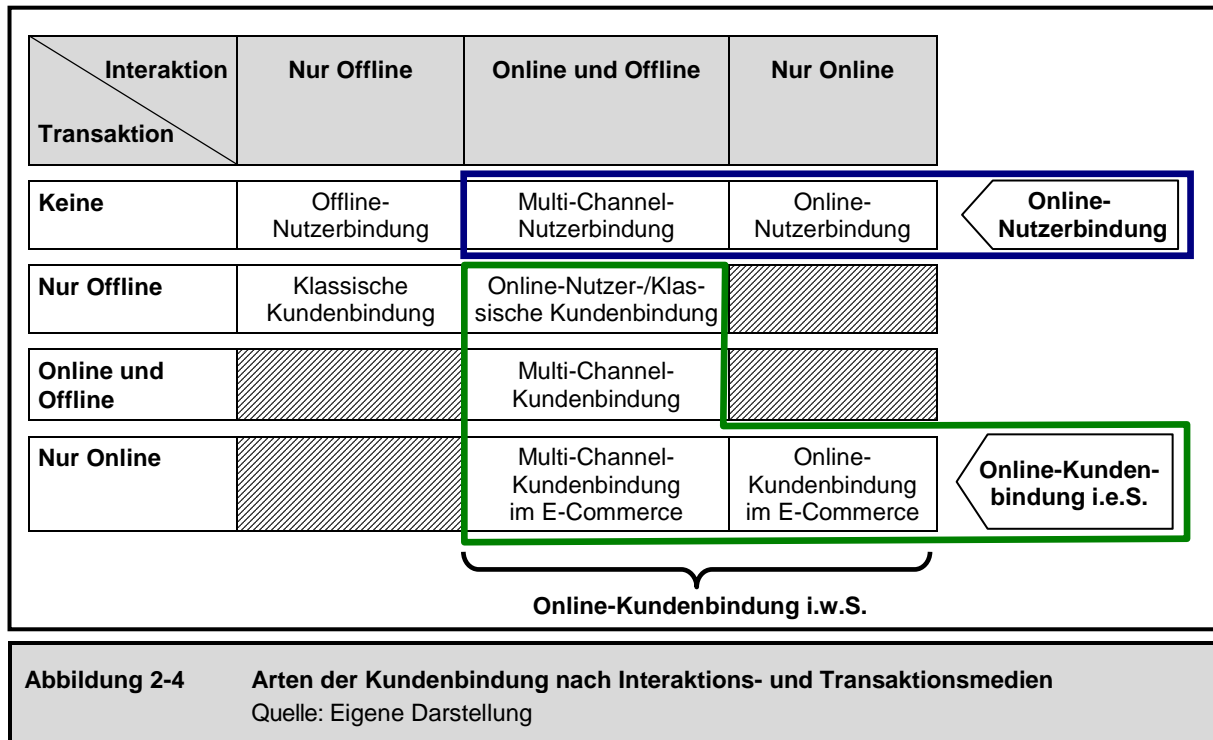 Interaktion
Transaktion
Nur Offline
Online und Offline
Nur Online
Keine
Offline-
Nutzerbindung
Multi-Channel-
Nutzerbindung
Online-
Nutzerbindung
Online-
Nutzerbindung
Nur Offline
Klassische
Kundenbindung
Online-Nutzer-/Klas-
sische Kundenbindung
Online und
Offline
Multi-Channel-
Kundenbindung
Nur Online
Multi-Channel-
Kundenbindung
im E-Commerce
Online-
Kundenbindung
im E-Commerce
Online-Kunden-
bindung i.e.S.
Online-Kundenbindung i.w.S.
Abbildung 2-4 Arten der Kundenbindung nach Interaktions- und Transaktionsmedien
Quelle: Eigene Darstellung